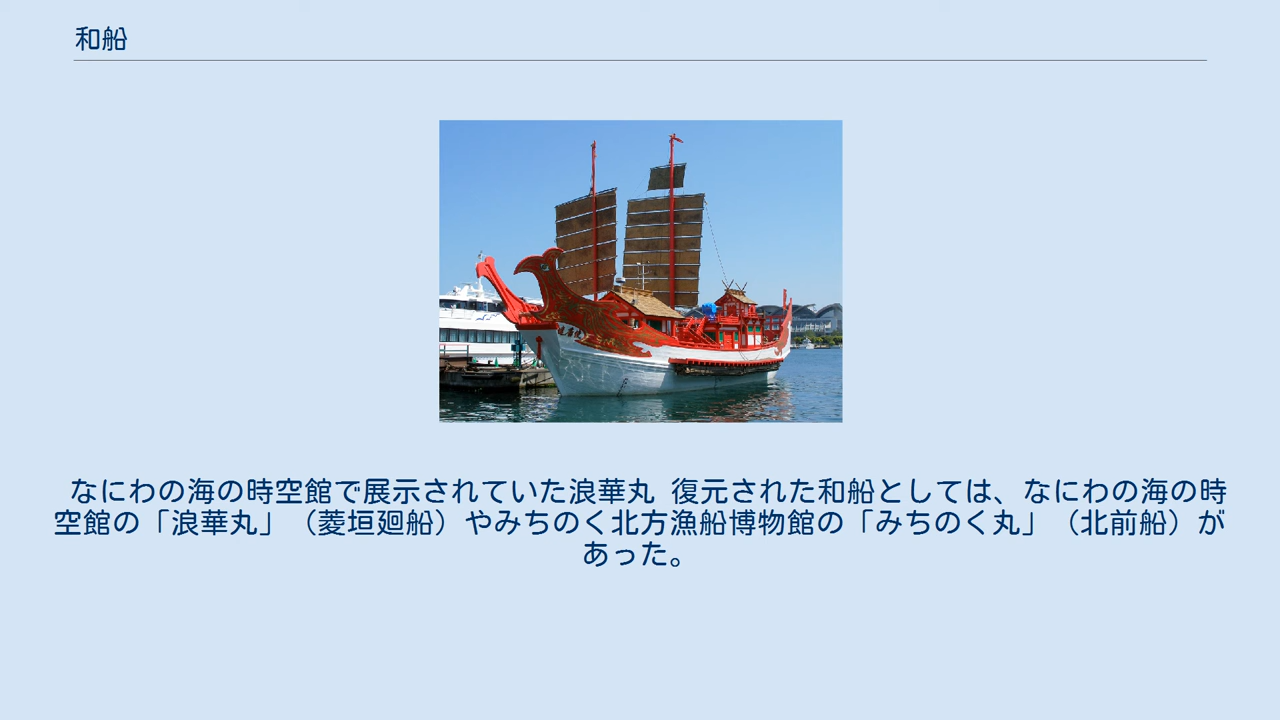 和船
なにわの海の時空館で展示されていた浪華丸 復元された和船としては、なにわの海の時
空館の「浪華丸」（菱垣廻船）やみちのく北方漁船博物館の「みちのく丸」（北前船）が
あった。